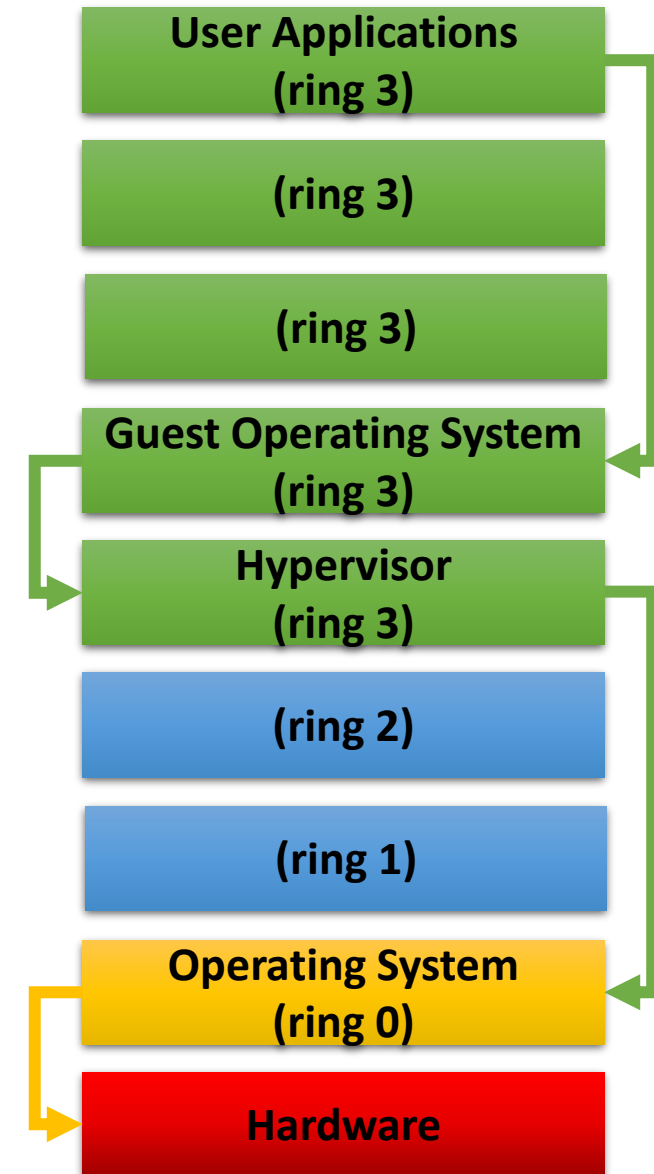 User Applications
(ring 3)
(ring 3)
(ring 3)
Guest Operating System
(ring 3)
Hypervisor
(ring 3)
(ring 2)
(ring 1)
Operating System
(ring 0)
Hardware